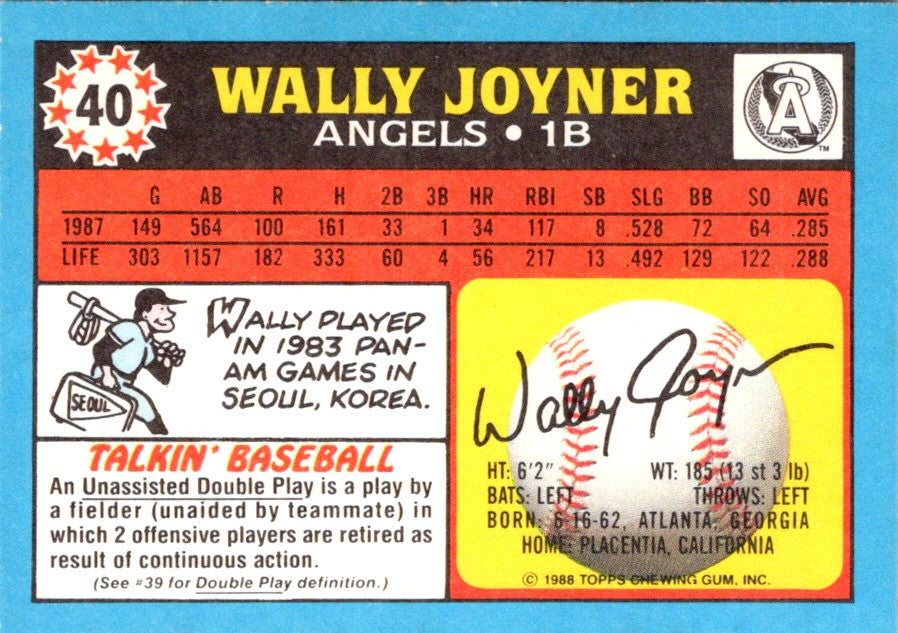 40
WALLY JOYNER
ANGELS • 1B
A
TM
G AB R H 2B 3B HR RBI SB SLG BB SO AVG
1987 149 564 100 161 33 1 34 117 8 .528 72 64 .285
LIFE 303 1157 182 333 60 4 56 217 13 .492 129 122 .288
WALLY PLAYED
IN 1983 PAN-
AM GAMES IN
SEOUL, KOREA.
SEOUL
TALKIN' BASEBALL
An Unassisted Double Play is a play by
a fielder (unaided by teammate) in
which 2 offensive players are retired as
result of continuous action.
(See #39 for Double Play definition.)
Wally Joyner
HT: 6'2" WT: 185 (13 st 3 lb)
BATS: LEFT THROWS: LEFT
BORN: 6-16-62, ATLANTA, GEORGIA
HOME: PLACENTIA, CALIFORNIA
© 1988 TOPPS CHEWING GUM, INC.